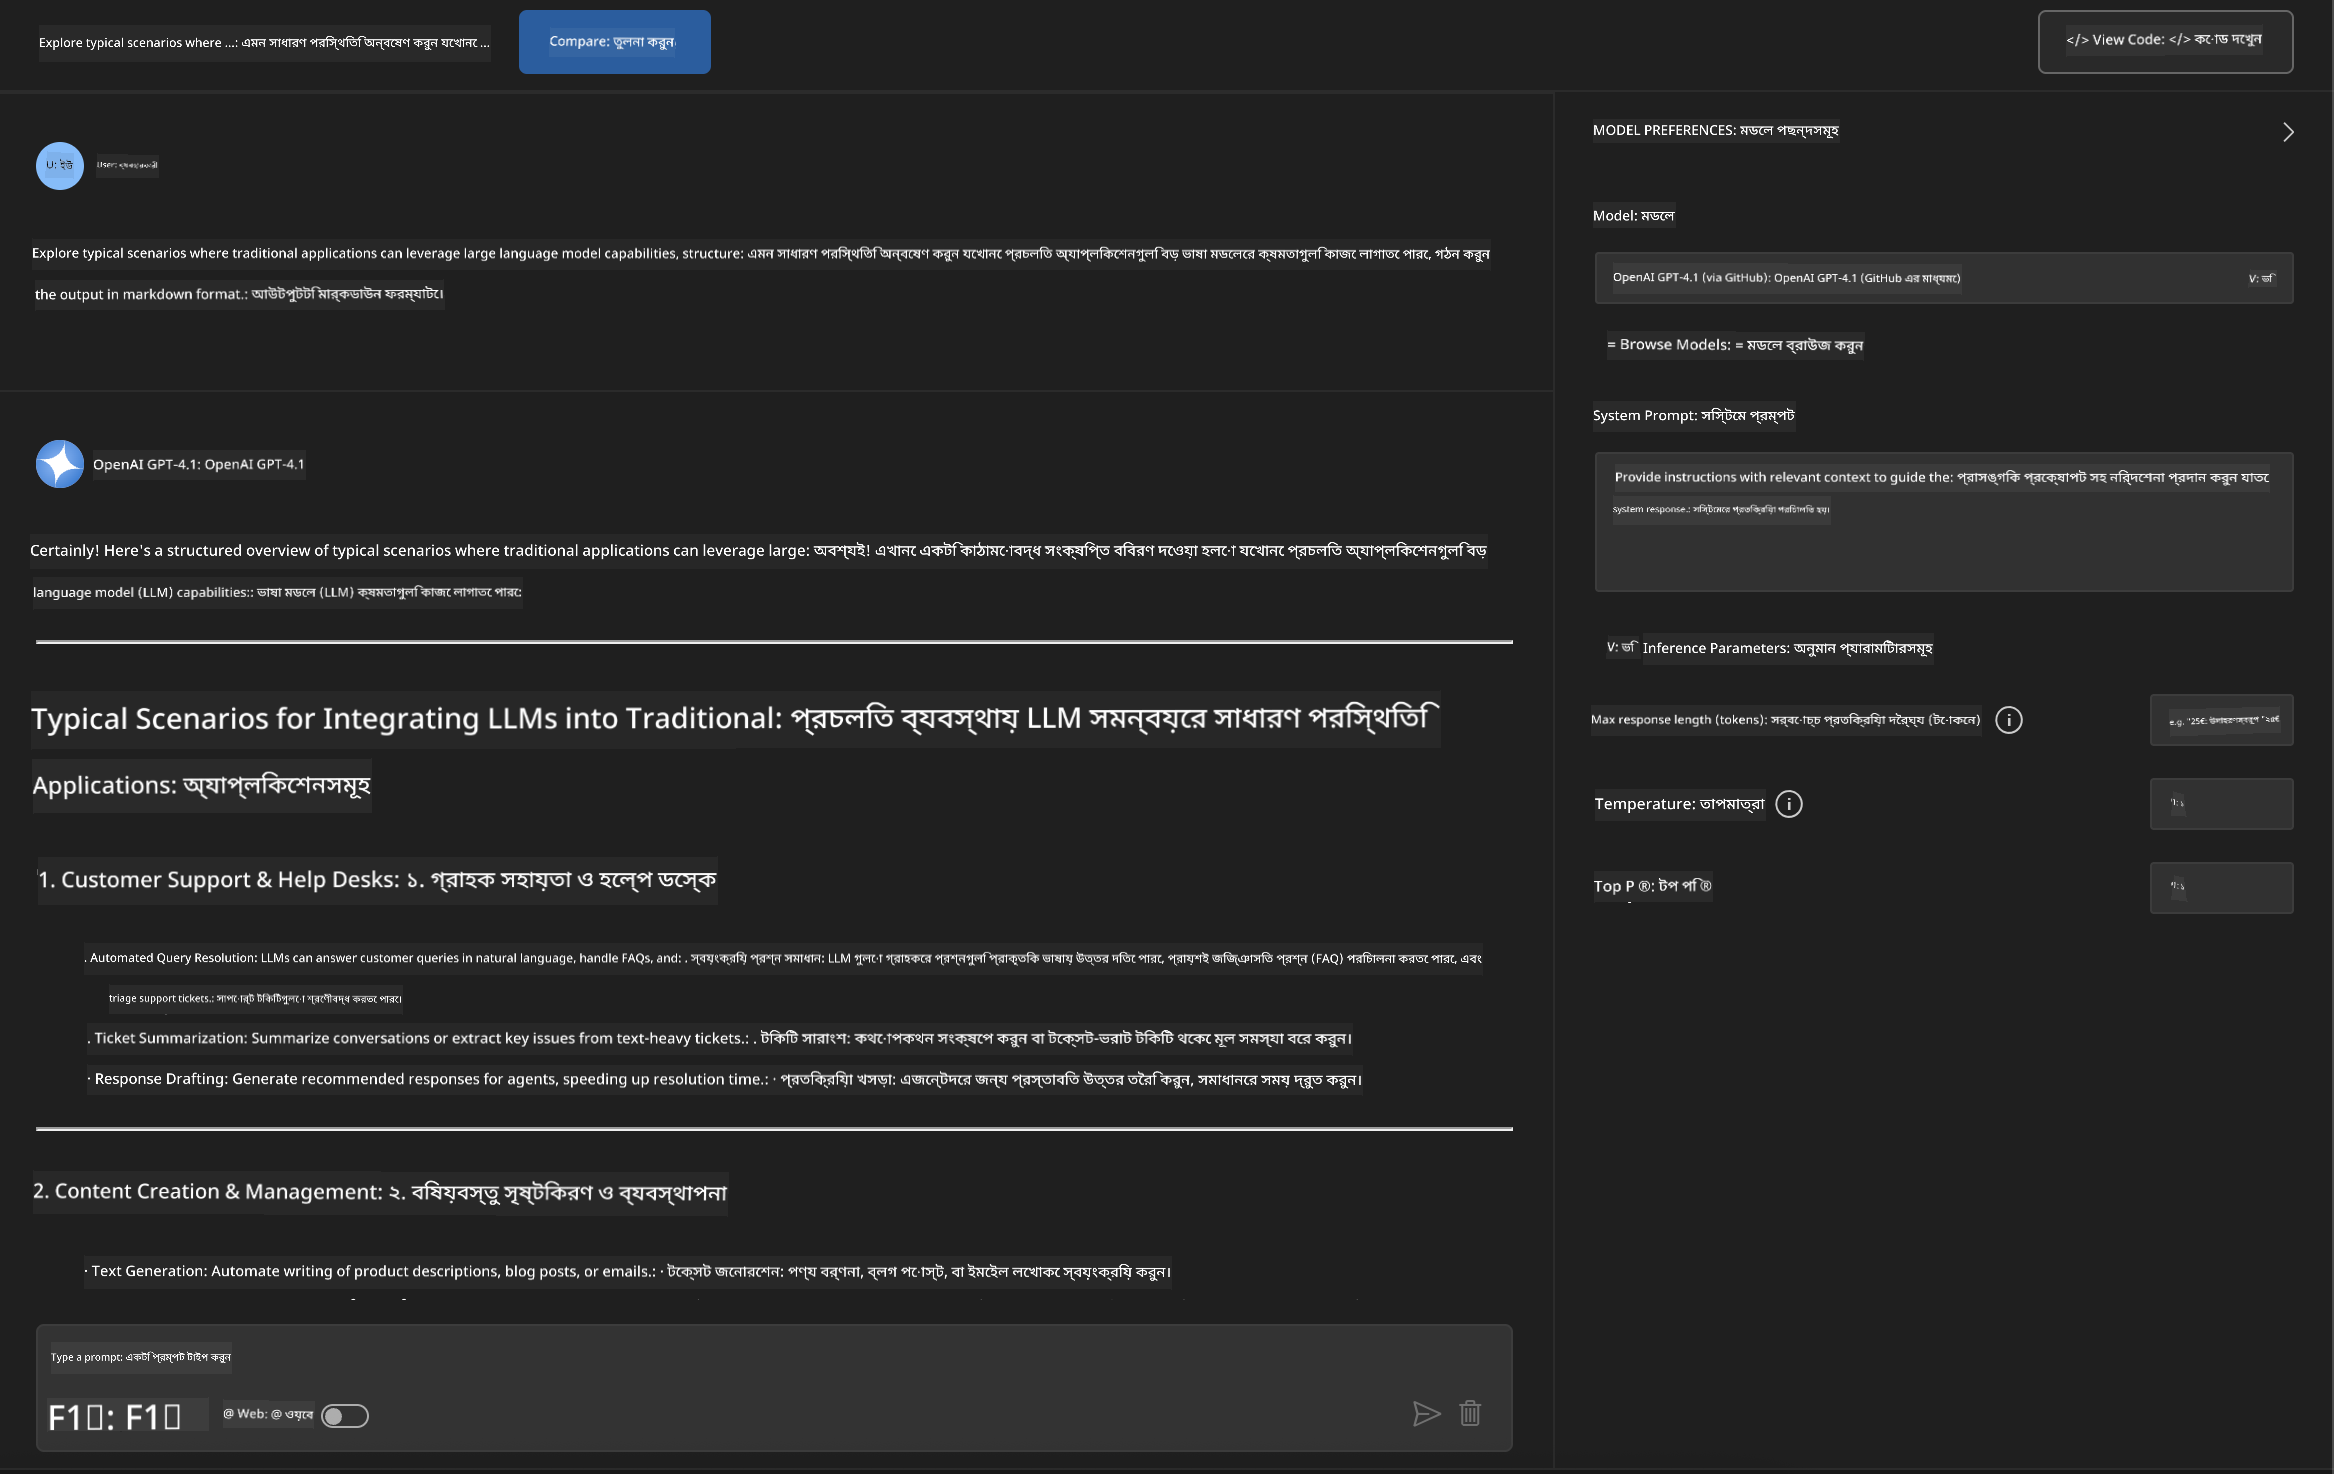 Explore typical scenarios where ...: এমন সাধারণ পরিস্থিতি অন্বেষণ করুন যেখানে ...
Compare: তুলনা করুন
</> View Code: </> কোড দেখুন
U: ইউ
User: ব্যবহারকারী
Explore typical scenarios where traditional applications can leverage large language model capabilities, structure: এমন সাধারণ পরিস্থিতি অন্বেষণ করুন যেখানে প্রচলিত অ্যাপ্লিকেশনগুলি বড় ভাষা মডেলের ক্ষমতাগুলি কাজে লাগাতে পারে, গঠন করুন
the output in markdown format.: আউটপুটটি মার্কডাউন ফরম্যাটে।
OpenAI GPT-4.1: OpenAI GPT-4.1
Certainly! Here's a structured overview of typical scenarios where traditional applications can leverage large: অবশ্যই! এখানে একটি কাঠামোবদ্ধ সংক্ষিপ্ত বিবরণ দেওয়া হলো যেখানে প্রচলিত অ্যাপ্লিকেশনগুলি বড়
language model (LLM) capabilities:: ভাষা মডেল (LLM) ক্ষমতাগুলি কাজে লাগাতে পারে:
Typical Scenarios for Integrating LLMs into Traditional: প্রচলিত ব্যবস্থায় LLM সমন্বয়ের সাধারণ পরিস্থিতি
Applications: অ্যাপ্লিকেশনসমূহ
1. Customer Support & Help Desks: ১. গ্রাহক সহায়তা ও হেল্প ডেস্ক
. Automated Query Resolution: LLMs can answer customer queries in natural language, handle FAQs, and: . স্বয়ংক্রিয় প্রশ্ন সমাধান: LLM গুলো গ্রাহকের প্রশ্নগুলি প্রাকৃতিক ভাষায় উত্তর দিতে পারে, প্রায়শই জিজ্ঞাসিত প্রশ্ন (FAQ) পরিচালনা করতে পারে, এবং
triage support tickets.: সাপোর্ট টিকিটগুলো শ্রেণীবদ্ধ করতে পারে।
. Ticket Summarization: Summarize conversations or extract key issues from text-heavy tickets.: . টিকিট সারাংশ: কথোপকথন সংক্ষেপে করুন বা টেক্সট-ভরাট টিকিট থেকে মূল সমস্যা বের করুন।
· Response Drafting: Generate recommended responses for agents, speeding up resolution time.: · প্রতিক্রিয়া খসড়া: এজেন্টদের জন্য প্রস্তাবিত উত্তর তৈরি করুন, সমাধানের সময় দ্রুত করুন।
2. Content Creation & Management: ২. বিষয়বস্তু সৃষ্টিকরণ ও ব্যবস্থাপনা
· Text Generation: Automate writing of product descriptions, blog posts, or emails.: · টেক্সট জেনারেশন: পণ্য বর্ণনা, ব্লগ পোস্ট, বা ইমেইল লেখাকে স্বয়ংক্রিয় করুন।
Type a prompt: একটি প্রম্পট টাইপ করুন
F1▯: F1▯
@ Web: @ ওয়েব
MODEL PREFERENCES: মডেল পছন্দসমূহ
Model: মডেল
OpenAI GPT-4.1 (via GitHub): OpenAI GPT-4.1 (GitHub এর মাধ্যমে)
V: ভি
= Browse Models: = মডেল ব্রাউজ করুন
System Prompt: সিস্টেম প্রম্পট
Provide instructions with relevant context to guide the: প্রাসঙ্গিক প্রেক্ষাপট সহ নির্দেশনা প্রদান করুন যাতে
system response.: সিস্টেমের প্রতিক্রিয়া পরিচালিত হয়।
V: ভি Inference Parameters: অনুমান প্যারামিটারসমূহ
Max response length (tokens): সর্বোচ্চ প্রতিক্রিয়া দৈর্ঘ্য (টোকেন)
e.g. "25€: উদাহরণস্বরূপ "২৫€
Temperature: তাপমাত্রা
Top P ®: টপ পি ®